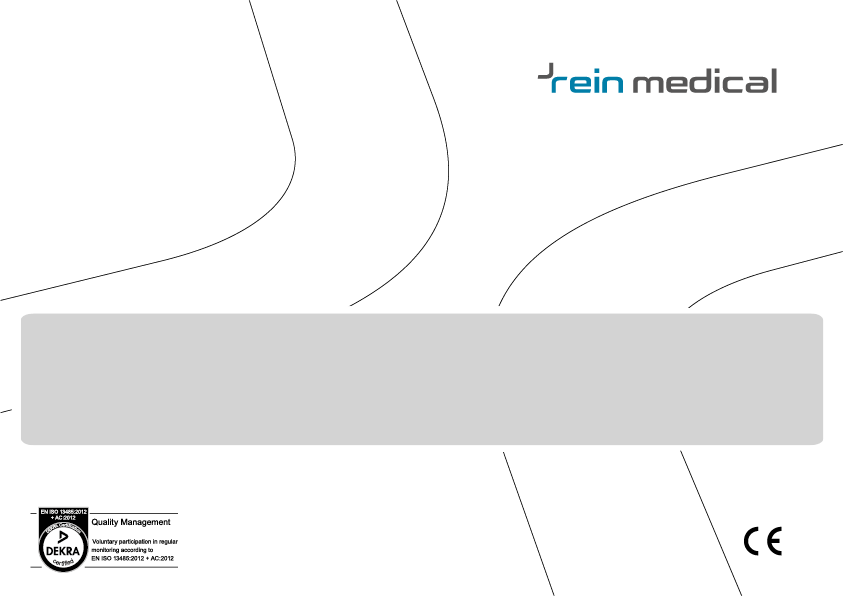 rein medical
EN ISO 13485:2012
+ AC:2012
DEKRA
certified
Quality Management
Voluntary participation in regular
monitoring according to
EN ISO 13485:2012 + AC:2012
CE